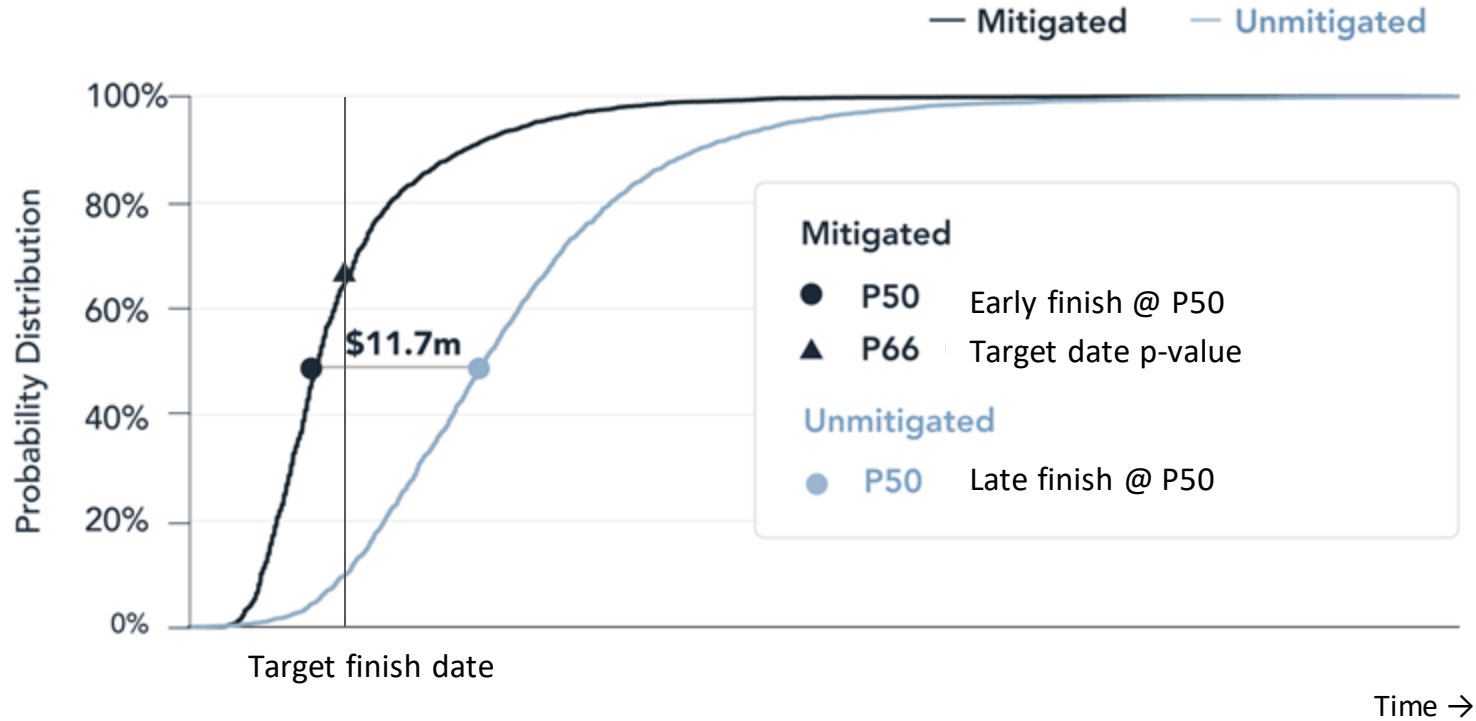 Mitigated Unmitigated
100%
80%
60%
40%
20%
0%
Probability Distribution
$11.7m
Mitigated
P50 Early finish @ P50
P66 Target date p-value
Unmitigated
P50 Late finish @ P50
Target finish date
Time →